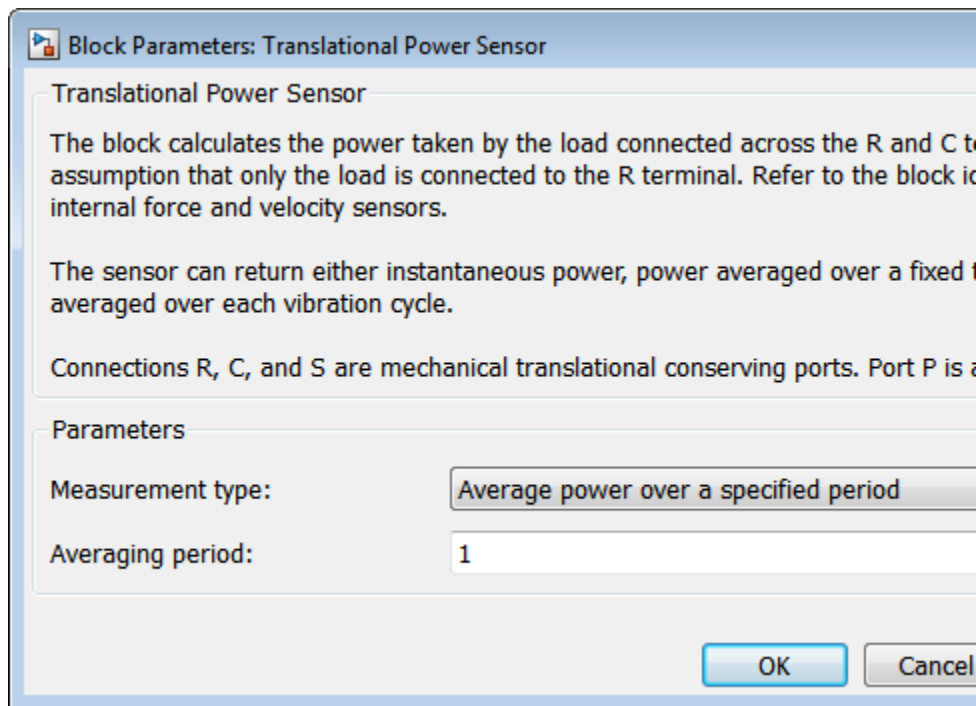 Block Parameters: Translational Power Sensor
Translational Power Sensor
The block calculates the power taken by the load connected across the R and C
assumption that only the load is connected to the R terminal. Refer to the block
internal force and velocity sensors.
The sensor can return either instantaneous power, power averaged over a fixed
averaged over each vibration cycle.
Connections R, C, and S are mechanical translational conserving ports. Port P is a
Parameters
Measurement type:
Average power over a specified period
Averaging period:
1
OK
Cancel